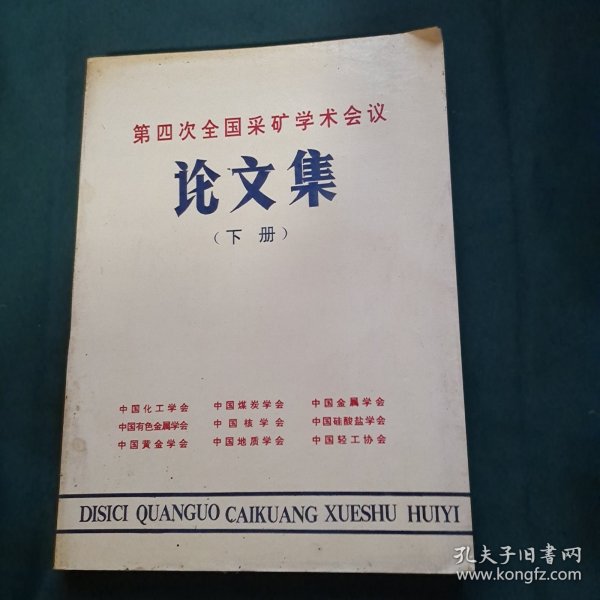 第四次全国采矿学术会议
论文集
（下册）
中国化工学会 中国煤炭学会 中国金属学会
中国有色金属学会 中国核学会 中国硅酸盐学会
中国黄金学会 中国地质学会 中国轻工协会
DISICI QUANGUO CAIKUANG XUESHU HUIYI
孔夫子旧书网
www.kongfz.com